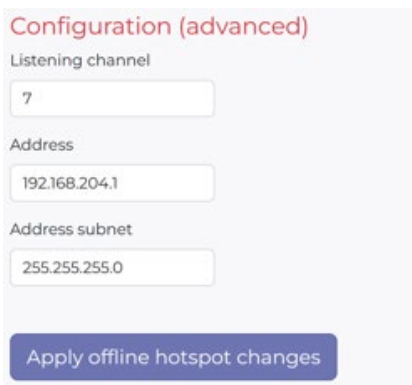 Configuration (advanced)
Listening channel
7
Address
192.168.204.1
Address subnet
255.255.255.0
Apply offline hotspot changes